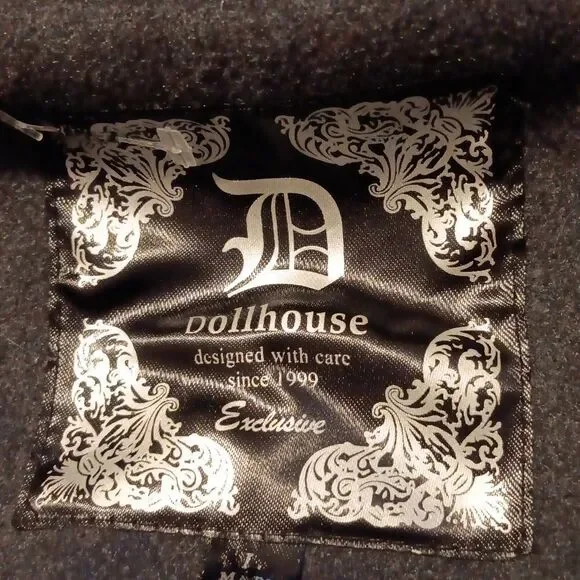 D
Dollhouse
designed with care
since 1999
Exclusive